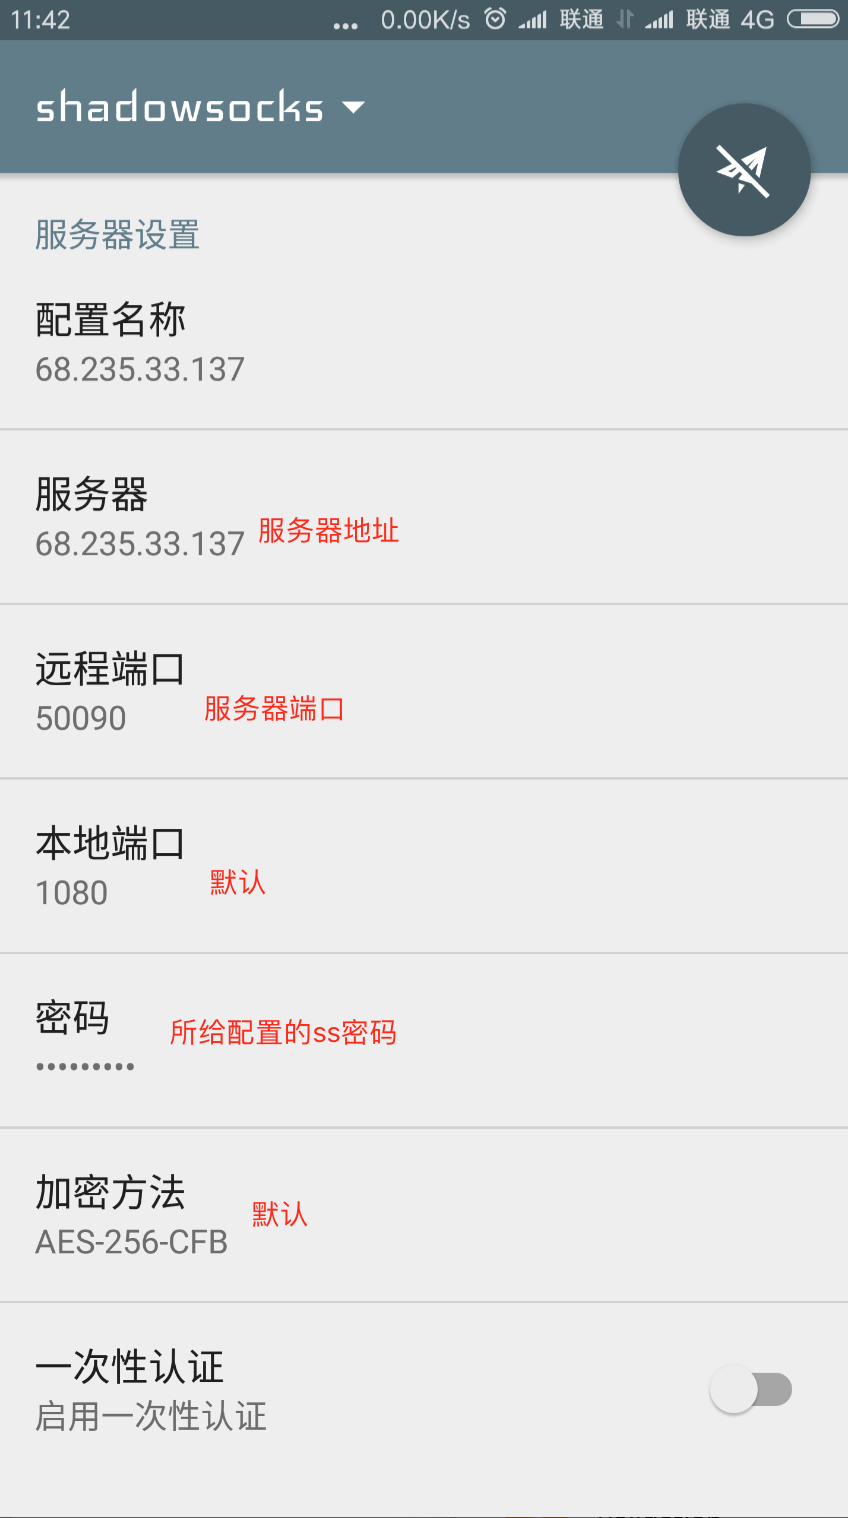 11:42 ... 0.00K/s 联通 联通 4G
shadowsocks
服务器设置
配置名称
68.235.33.137
服务器
68.235.33.137 服务器地址
远程端口
50090 服务器端口
本地端口
1080 默认
密码
所给配置的ss密码
•••••••••
加密方法
AES-256-CFB 默认
一次性认证
启用一次性认证